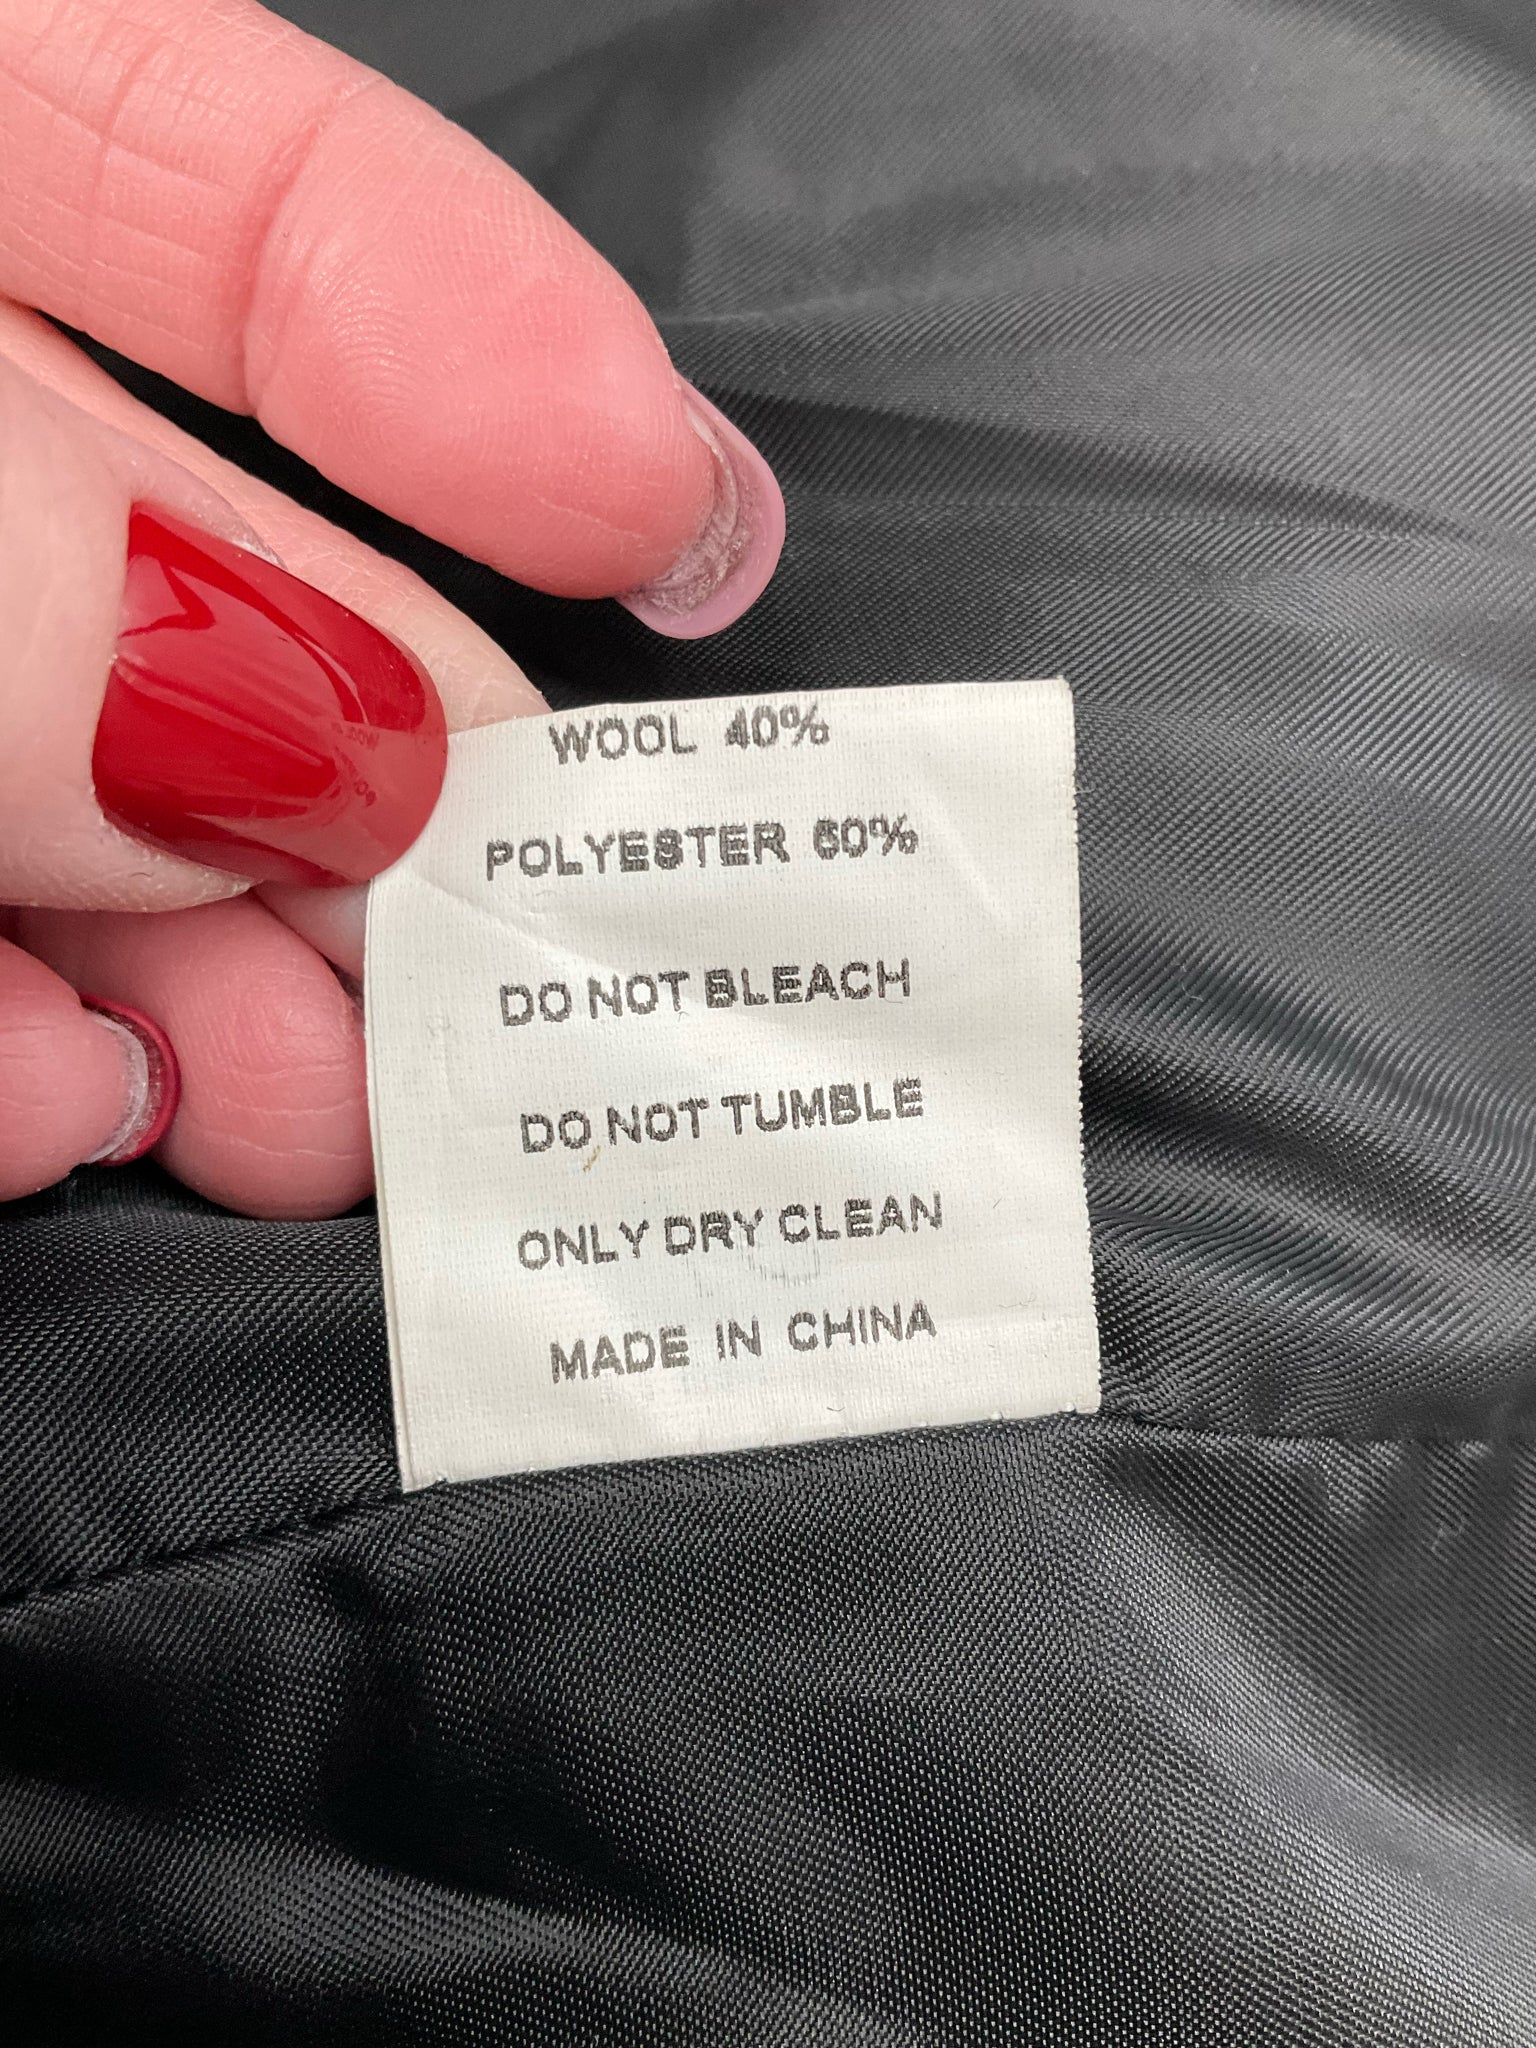 WOOL 40%
POLYESTER 60%
DO NOT BLEACH
DO NOT TUMBLE
ONLY DRY CLEAN
MADE IN CHINA